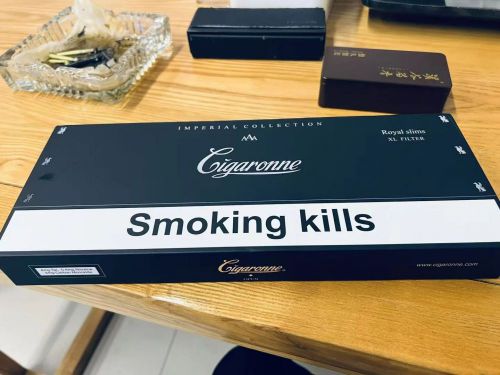 IMPERIAL COLLECTION
Cigaronne
Royal slims
XL FILTER
Smoking kills
Cigaronne
www.cigaronne.com